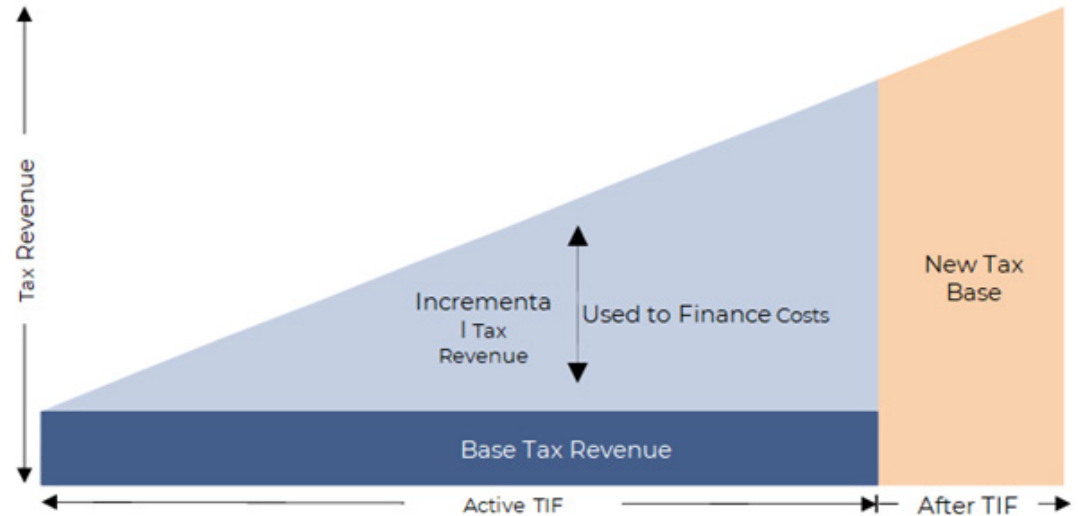 Tax Revenue
Incrementa
l Tax
Revenue
Used to Finance Costs
New Tax
Base
Base Tax Revenue
Active TIF
After TIF